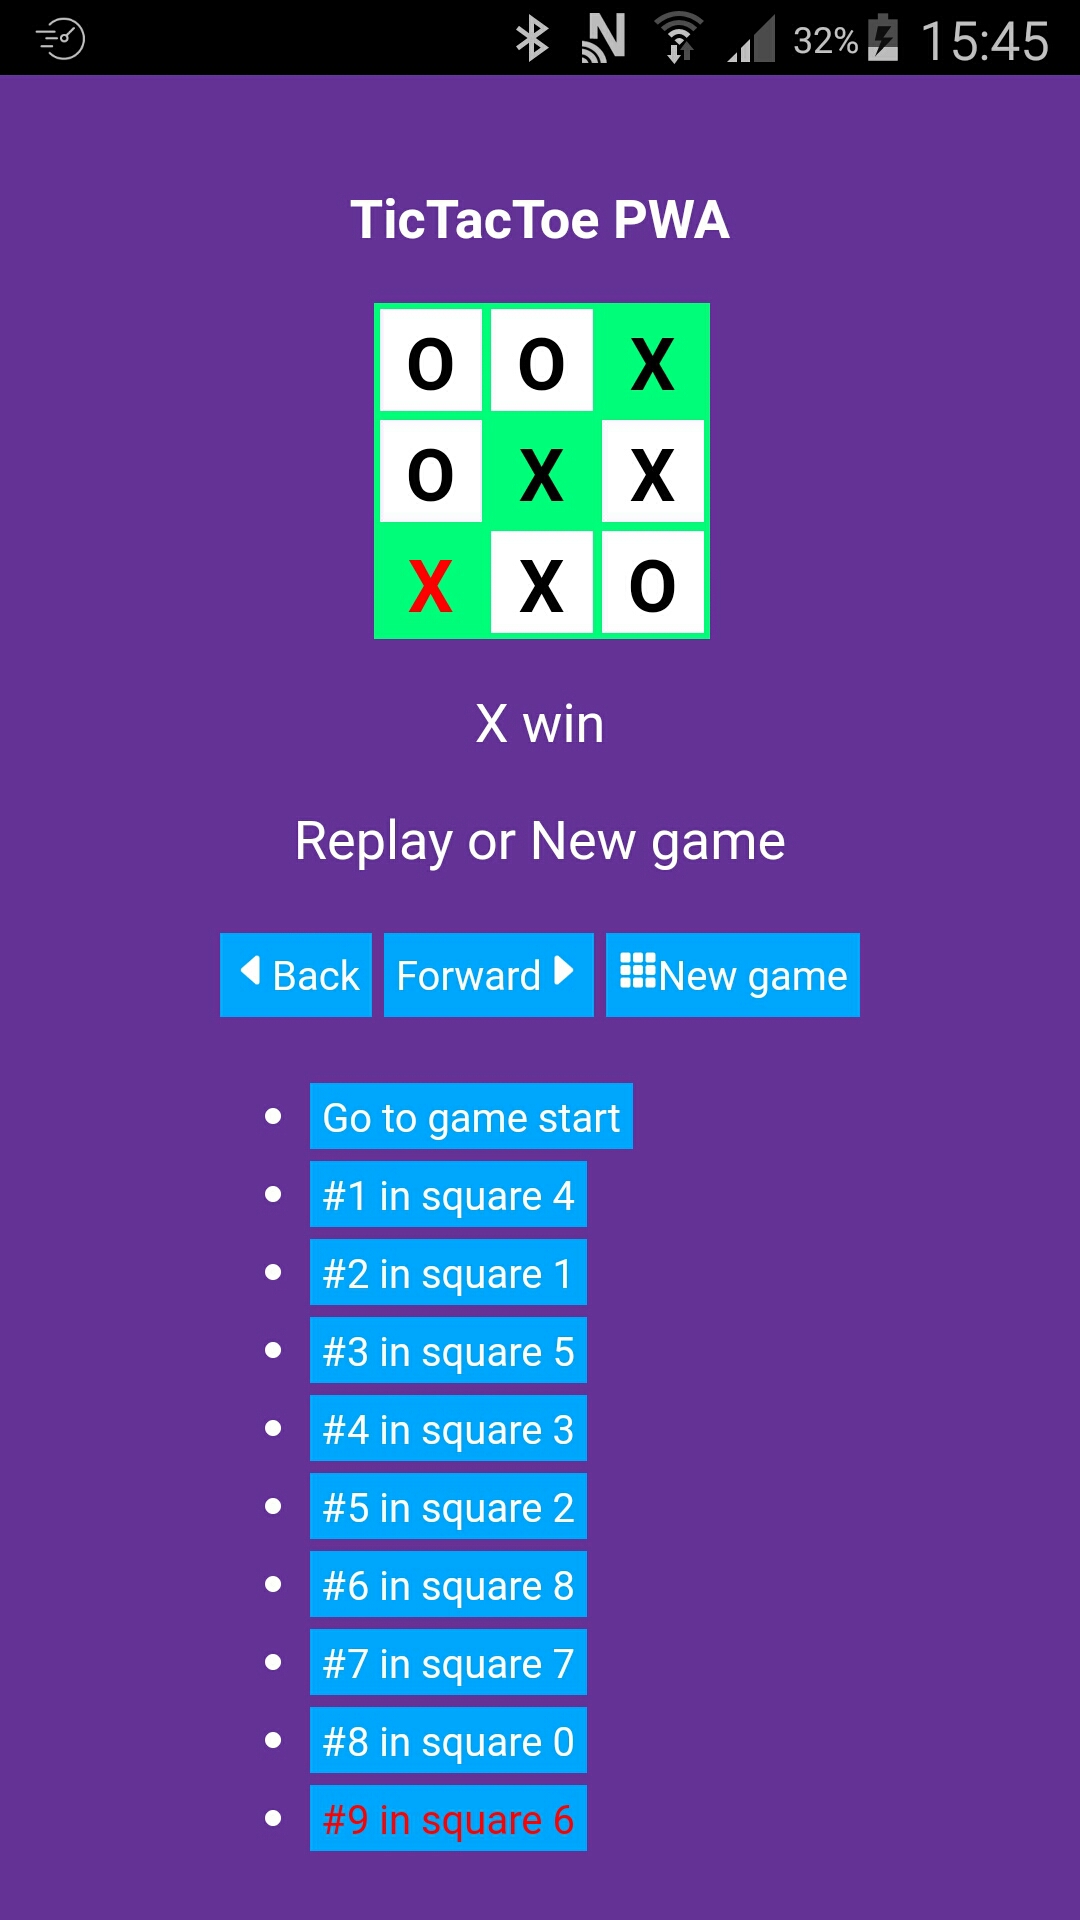 32% 15:45
TicTacToe PWA
O O X
O X X
X X O
X win
Replay or New game
Back Forward New game
Go to game start
#1 in square 4
#2 in square 1
#3 in square 5
#4 in square 3
#5 in square 2
#6 in square 8
#7 in square 7
#8 in square 0
#9 in square 6